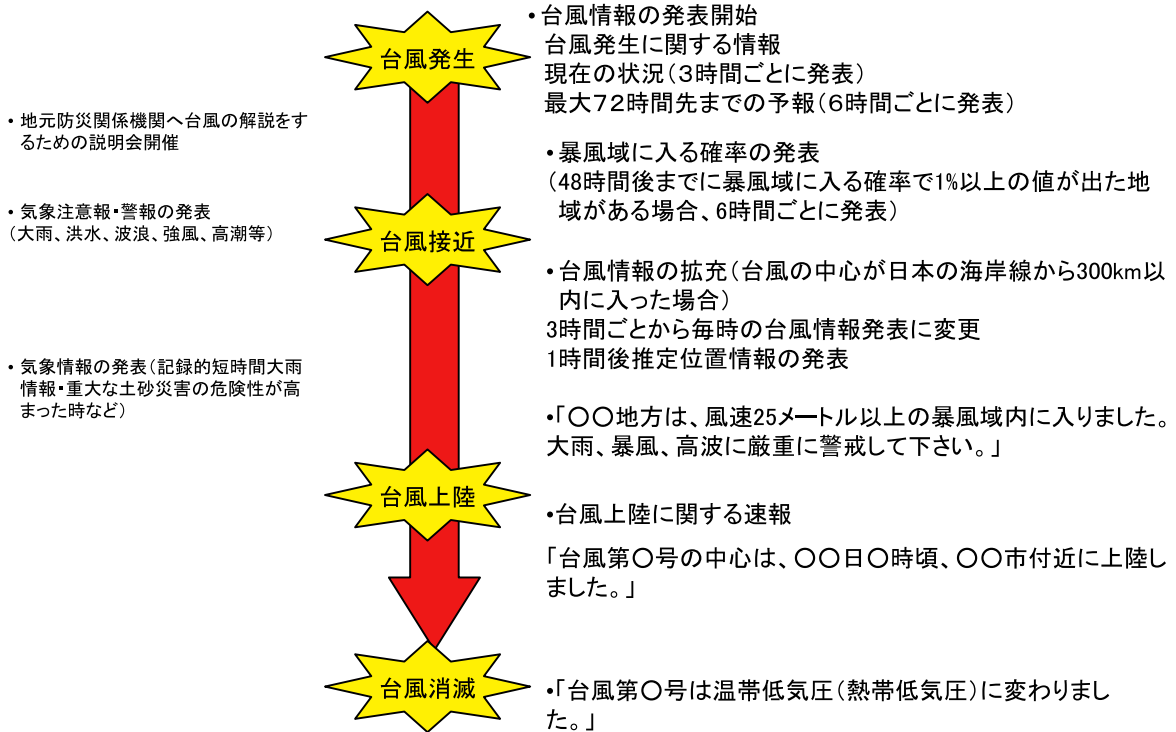 台風発生
・台風情報の発表開始
台風発生に関する情報
現在の状況(3時間ごとに発表)
最大72時間先までの予報(6時間ごとに発表)
・地元防災関係機関へ台風の解説をす
るための説明会開催
・暴風域に入る確率の発表
(48時間後までに暴風域に入る確率で1%以上の値が出た地
域がある場合、6時間ごとに発表)
・気象注意報・警報の発表
(大雨、洪水、波浪、強風、高潮等)
台風接近
・台風情報の拡充(台風の中心が日本の海岸線から300km以
内に入った場合)
3時間ごとから毎時の台風情報発表に変更
1時間後推定位置情報の発表
・気象情報の発表(記録的短時間大雨
情報・重大な土砂災害の危険性が高
まった時など)
・「〇〇地方は、風速25メートル以上の暴風域内に入りました。
大雨、暴風、高波に厳重に警戒して下さい。」
台風上陸
・台風上陸に関する速報
「台風第〇号の中心は、〇〇日〇時頃、〇〇市付近に上陸し
ました。」
台風消滅
・「台風第〇号は温帯低気圧(熱帯低気圧)に変わりまし
た。」